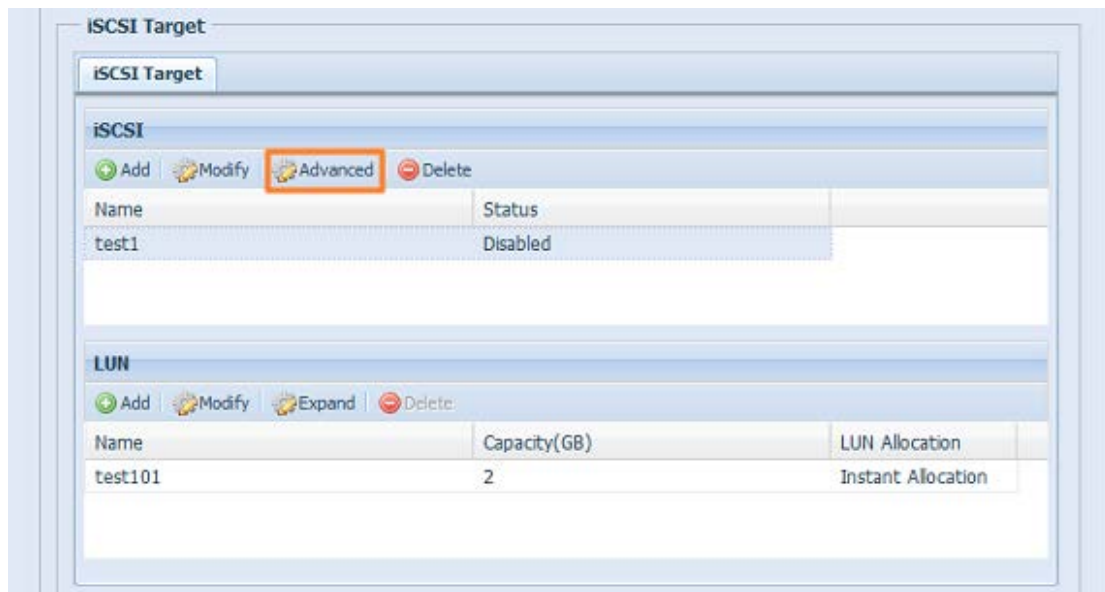 iSCSI Target
iSCSI Target
iSCSI
Add Modify Advanced Delete
Name Status
test1 Disabled
LUN
Add Modify Expand Delete
Name Capacity(GB) LUN Allocation
test101 2 Instant Allocation